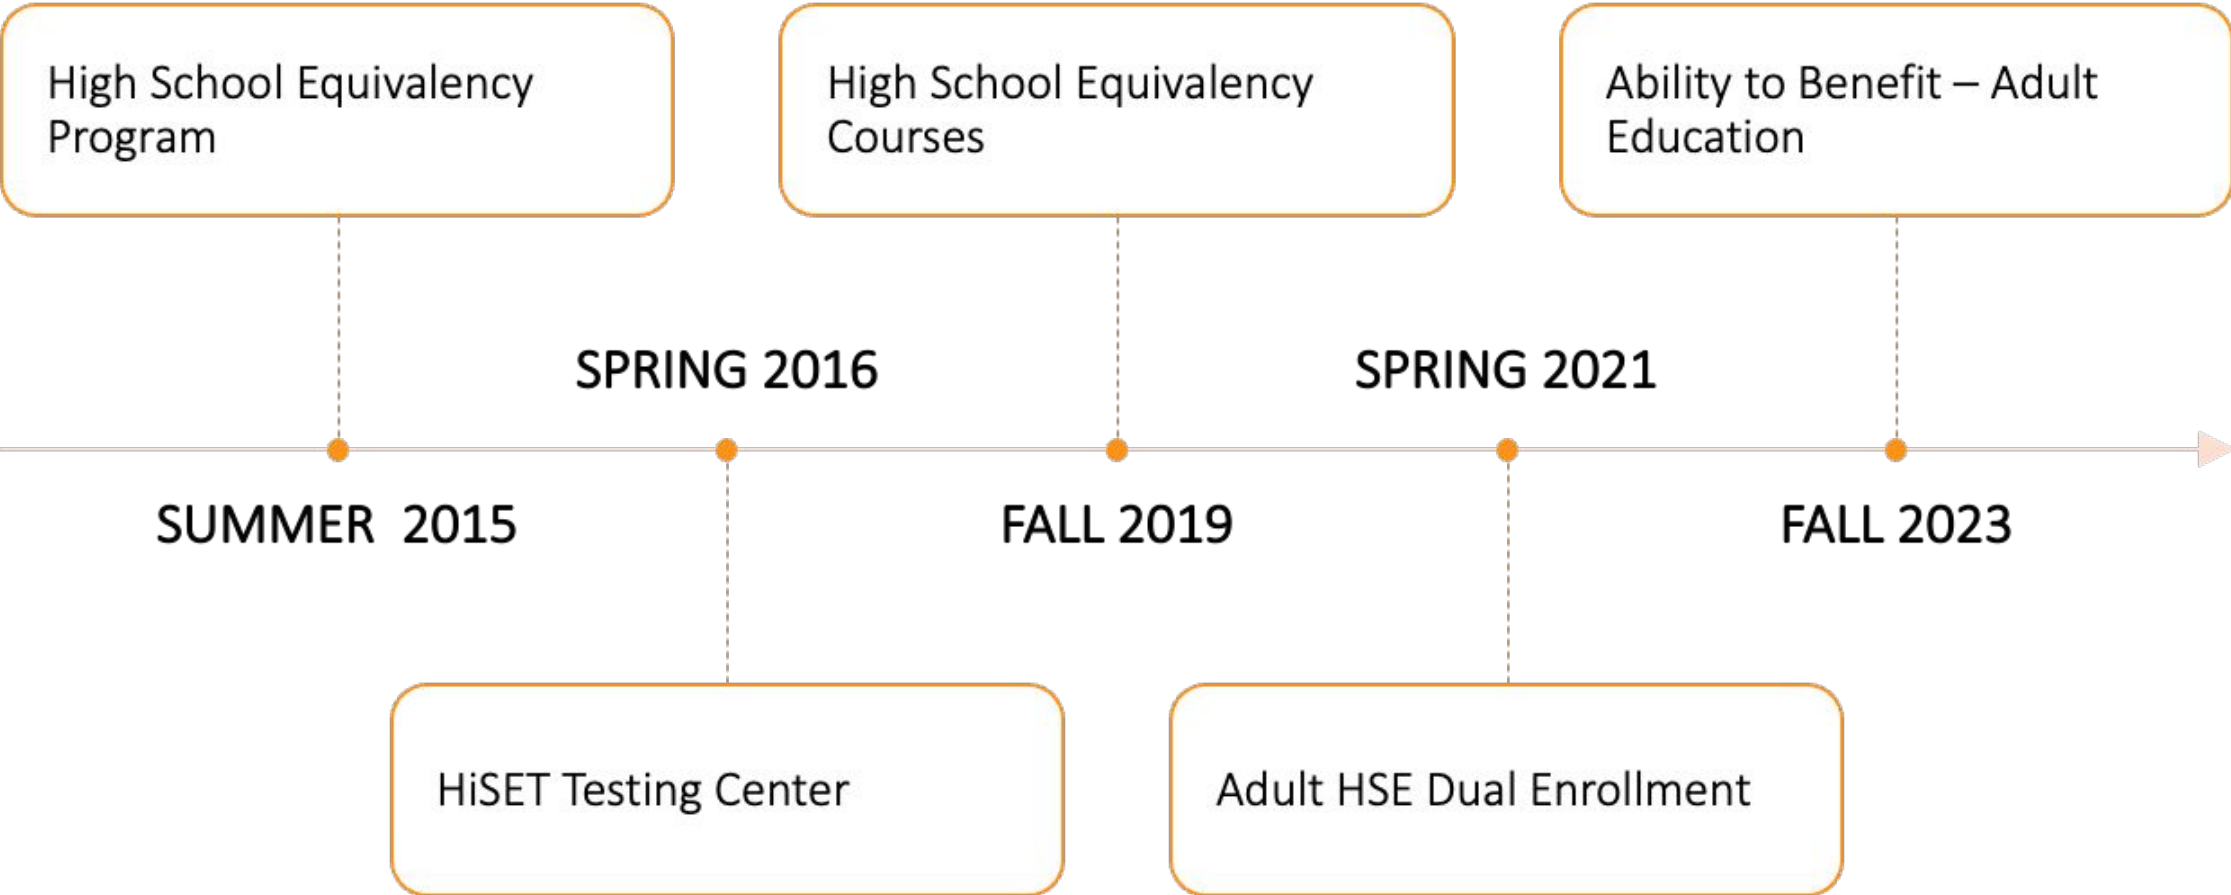 High School Equivalency
Program
High School Equivalency
Courses
Ability to Benefit – Adult
Education
SPRING 2016
SPRING 2021
SUMMER  2015
FALL 2019
FALL 2023
HiSET Testing Center
Adult HSE Dual Enrollment